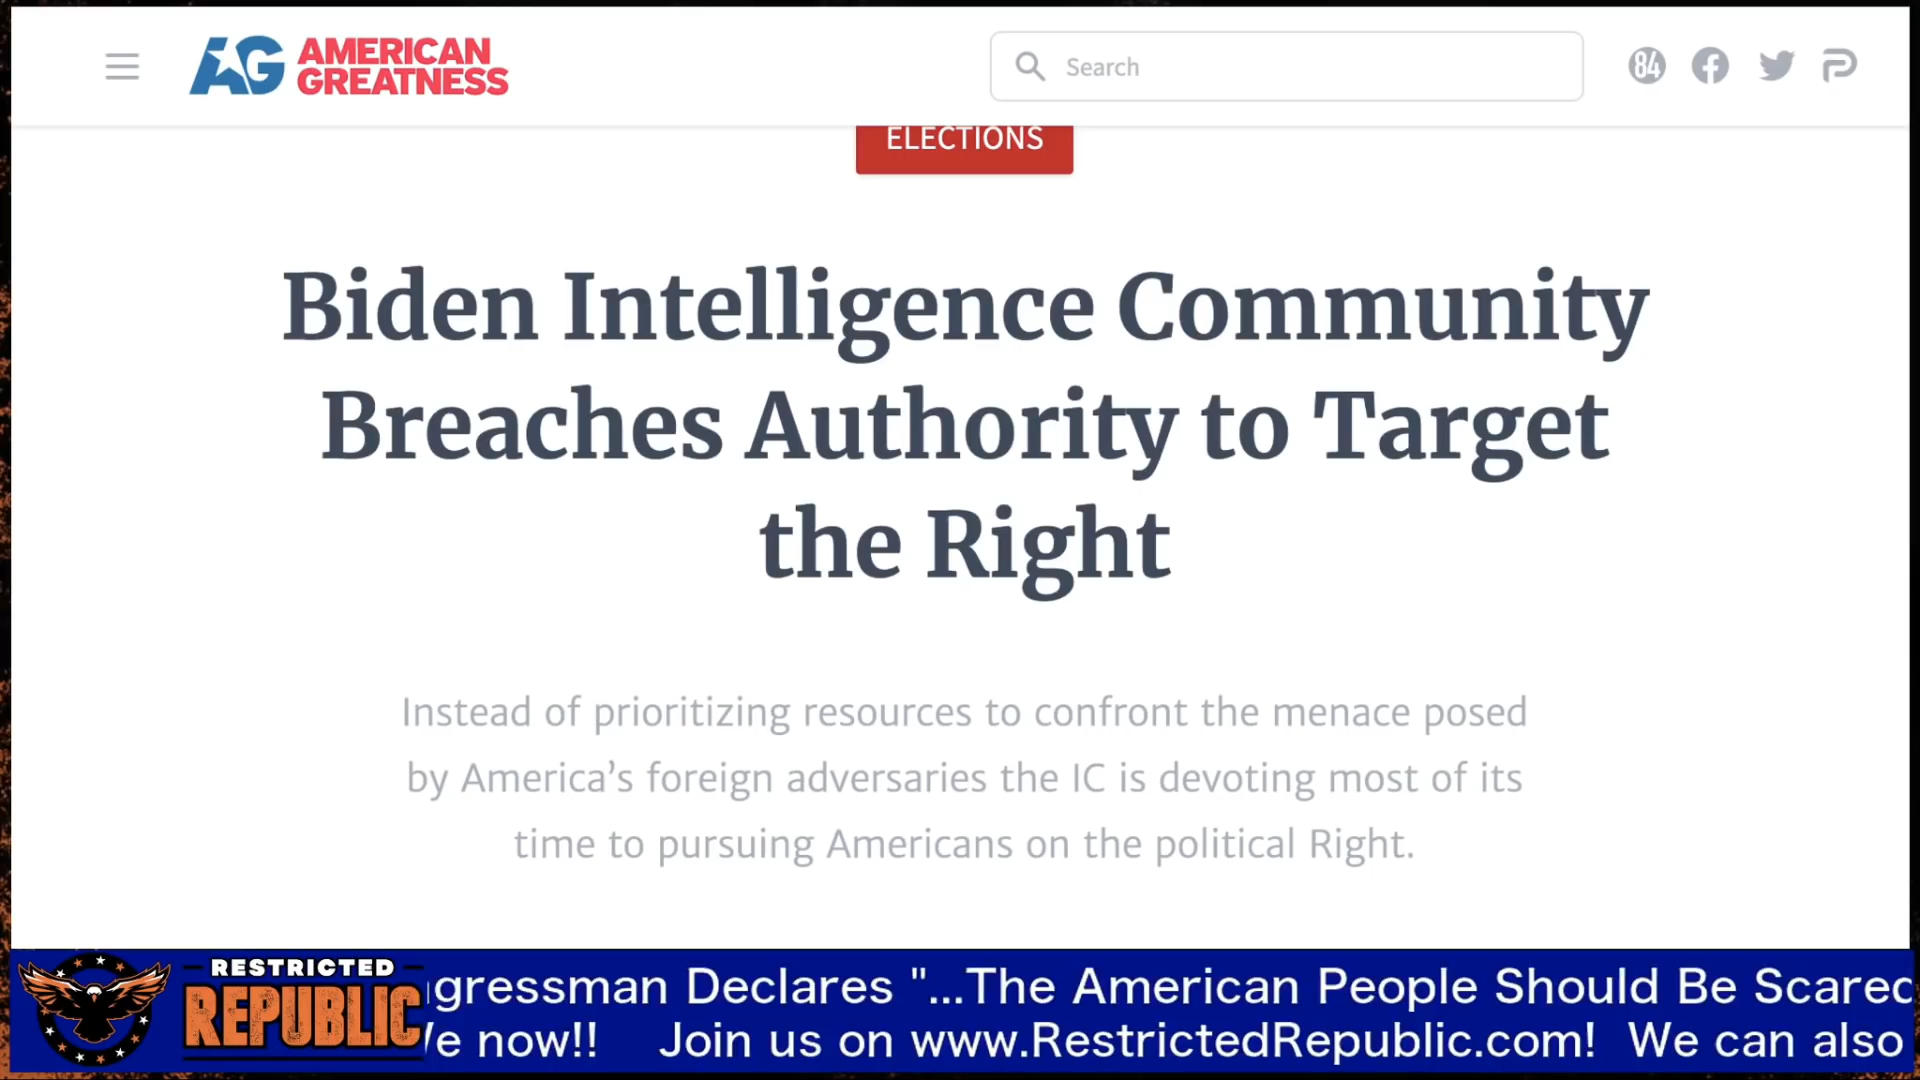 AG AMERICAN
GREATNESS
Search
84
ELECTIONS
Biden Intelligence Community
Breaches Authority to Target
the Right
Instead of prioritizing resources to confront the menace posed
by America’s foreign adversaries the IC is devoting most of its
time to pursuing Americans on the political Right.
RESTRICTED
REPUBLIC
gressman Declares "...The American People Should Be Scared
e now!! Join us on www.RestrictedRepublic.com! We can also